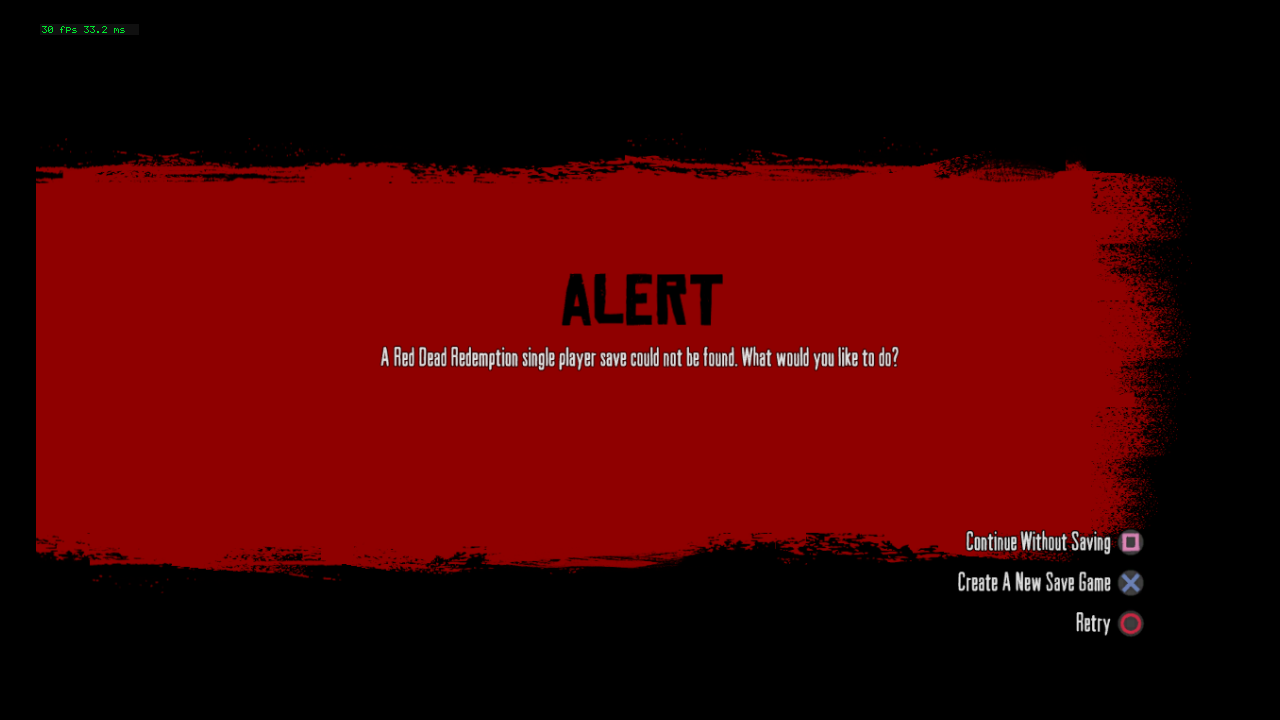 30 fps 33.2 ms
ALERT
A Red Dead Redemption single player save could not be found. What would you like to do?
Continue Without Saving
Create A New Save Game
Retry